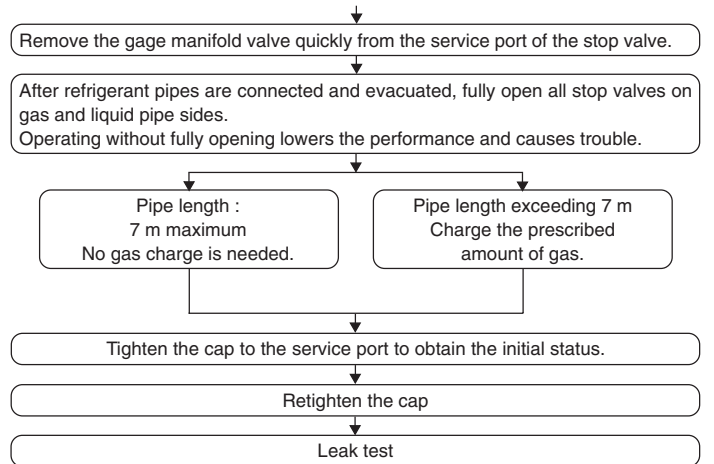 Remove the gage manifold valve quickly from the service port of the stop valve.
After refrigerant pipes are connected and evacuated, fully open all stop valves on
gas and liquid pipe sides.
Operating without fully opening lowers the performance and causes trouble.
Pipe length :
7 m maximum
No gas charge is needed.
Pipe length exceeding 7 m
Charge the prescribed
amount of gas.
Tighten the cap to the service port to obtain the initial status.
Retighten the cap
Leak test